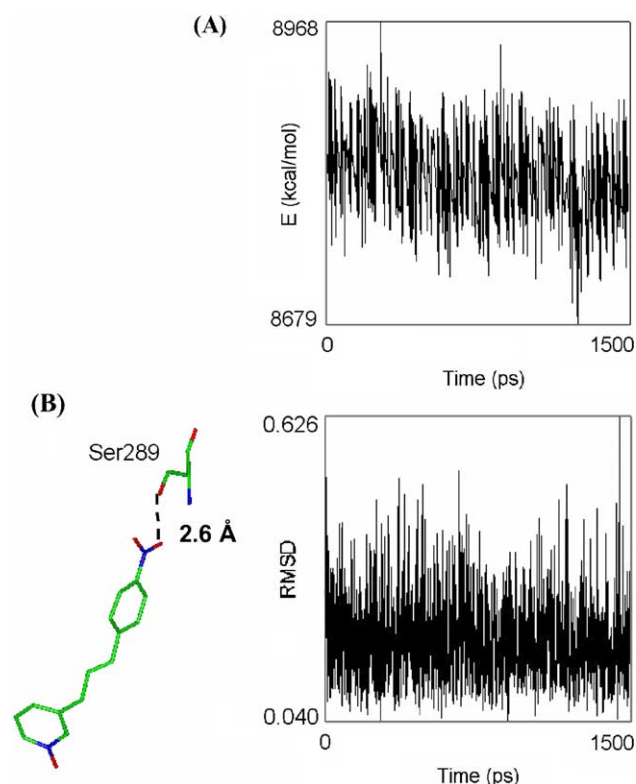 (A)
8968
E (kcal/mol)
8679
0
1500
Time (ps)
(B)
Ser289
2.6 Å
0.626
RMSD
0.040
0
1500
Time (ps)